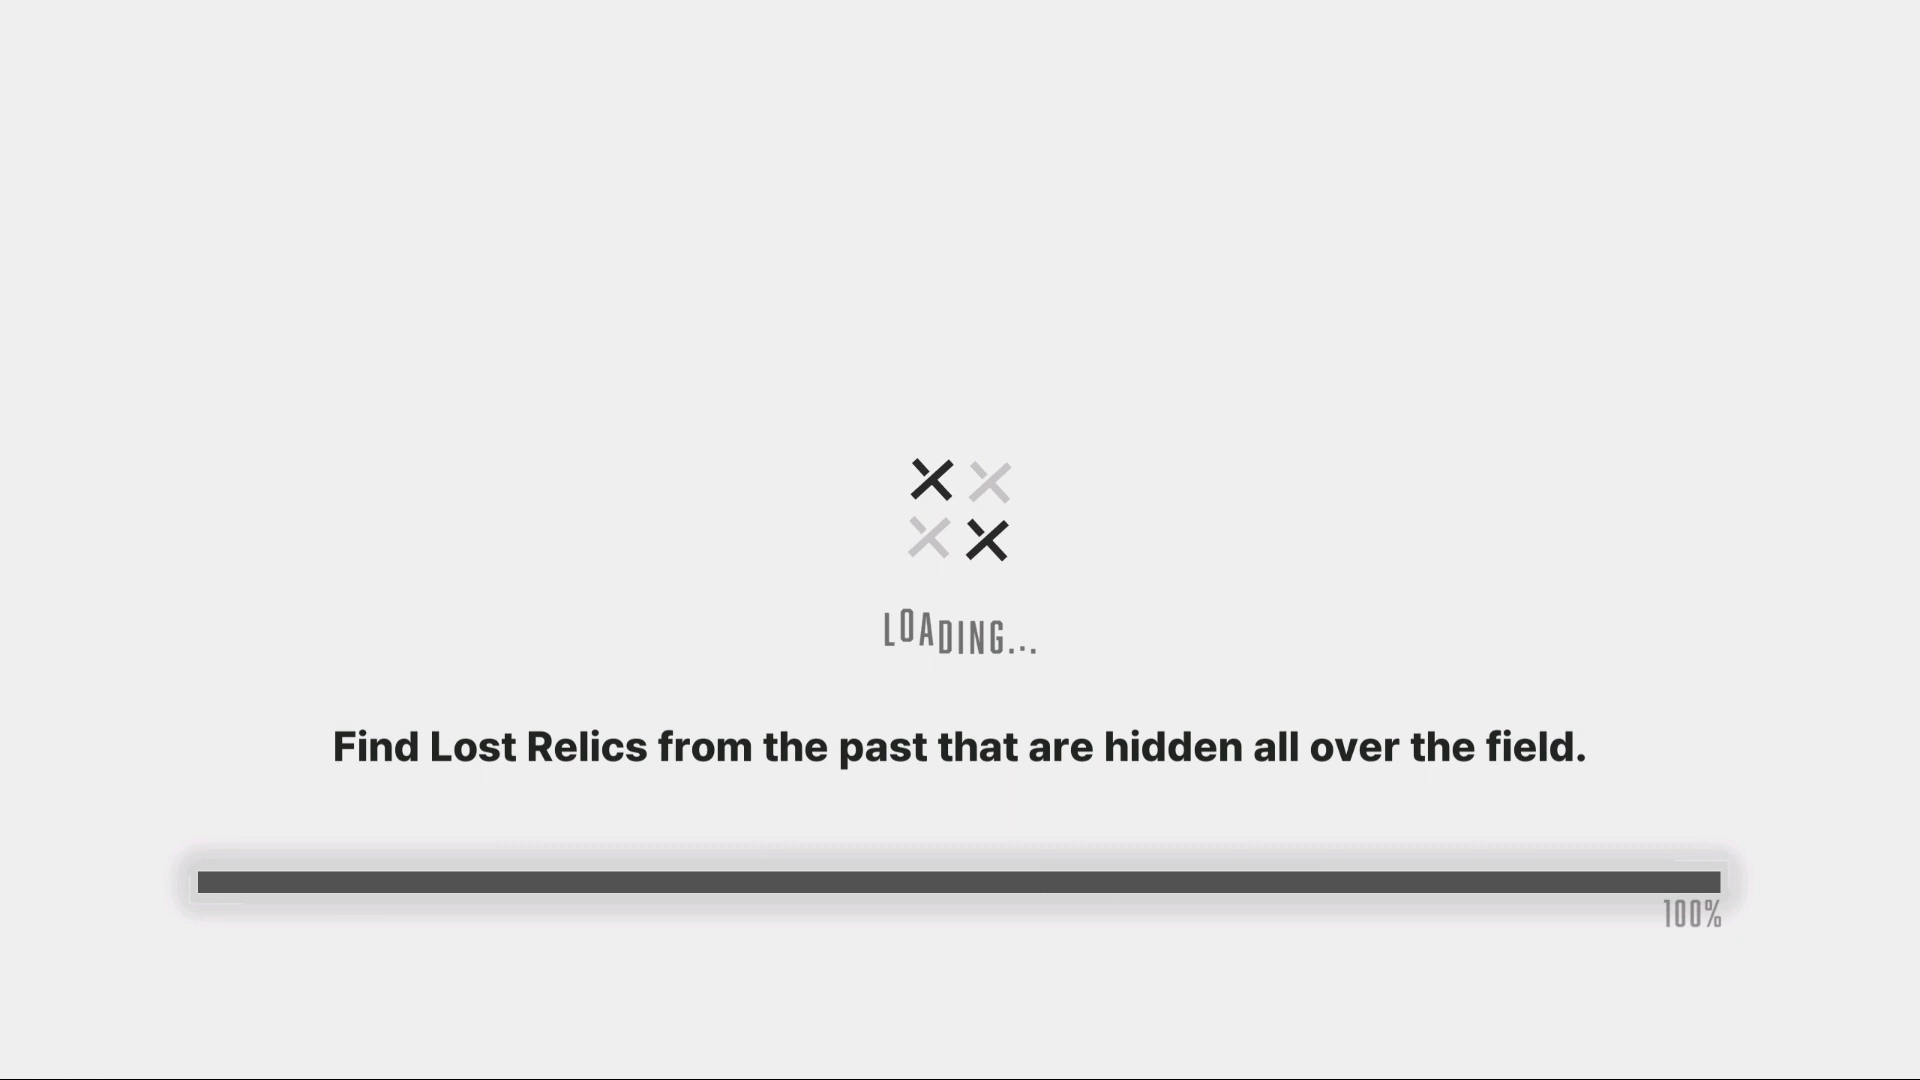 LOADING...
Find Lost Relics from the past that are hidden all over the field.
100%